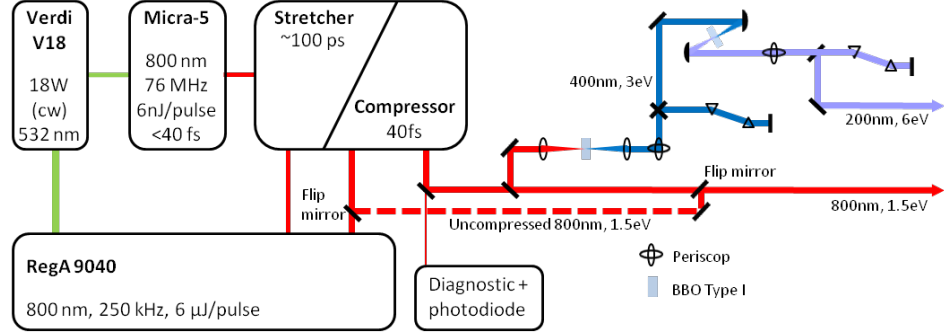 Verdi
V18
18W
(cw)
532 nm
Micra-5
800 nm
76 MHz
6nJ/pulse
<40 fs
Stretcher
~100 ps
Compressor
40fs
400nm, 3eV
200nm, 6eV
Flip
mirror
Flip mirror
Uncompressed 800nm, 1.5eV
800nm, 1.5eV
RegA 9040
800 nm, 250 kHz, 6 µJ/pulse
Diagnostic +
photodiode
Periscop
BBO Type I